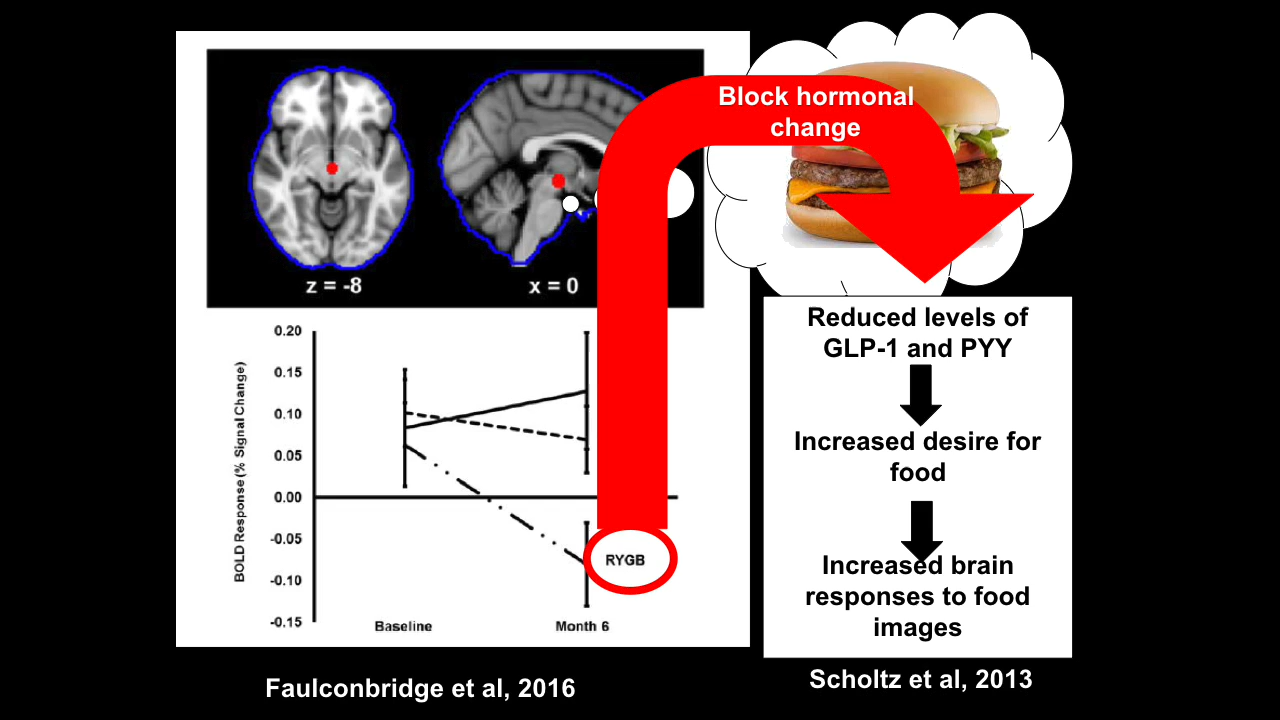 Block hormonal
change
z = -8
x = 0
0.20
0.15
0.10
0.05
0.00
-0.05
-0.10
-0.15
BOLD Response (% Signal Change)
Baseline
Month 6
RYGB
Reduced levels of
GLP-1 and PYY
Increased desire for
food
Increased brain
responses to food
images
Faulconbridge et al, 2016
Scholtz et al, 2013